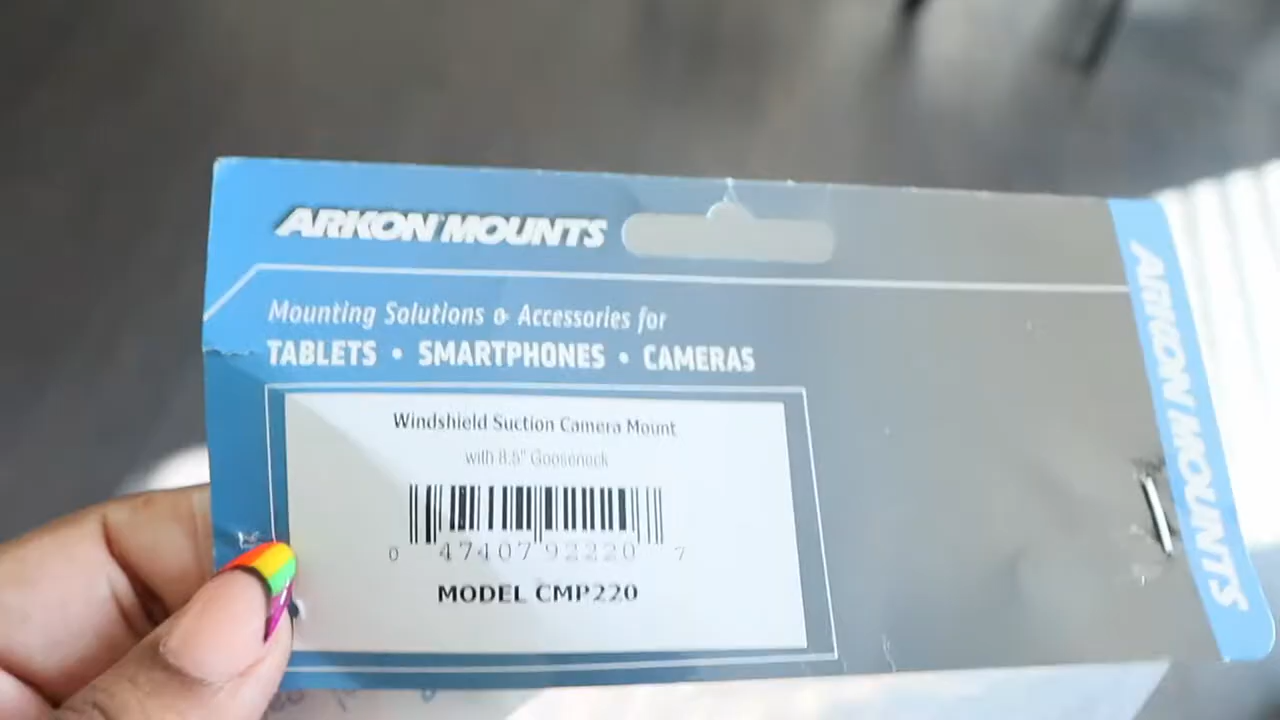 ARKON MOUNTS
Mounting Solutions & Accessories for
TABLETS • SMARTPHONES • CAMERAS
Windshield Suction Camera Mount
with 8.5" Gooseneck
0 47407 92220 7
MODEL CMP220
ARKON MOUNTS